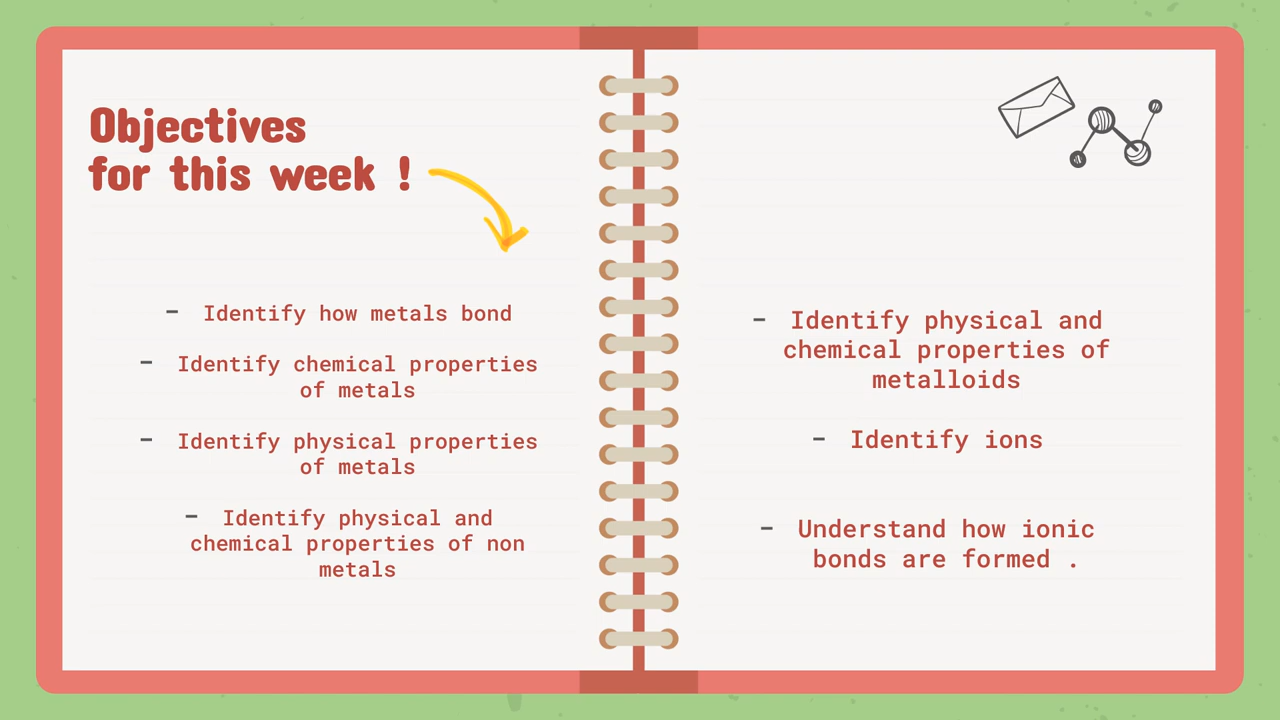 Objectives
for this week !
- Identify how metals bond
- Identify chemical properties
of metals
- Identify physical properties
of metals
- Identify physical and
chemical properties of non
metals
- Identify physical and
chemical properties of
metalloids
- Identify ions
- Understand how ionic
bonds are formed .